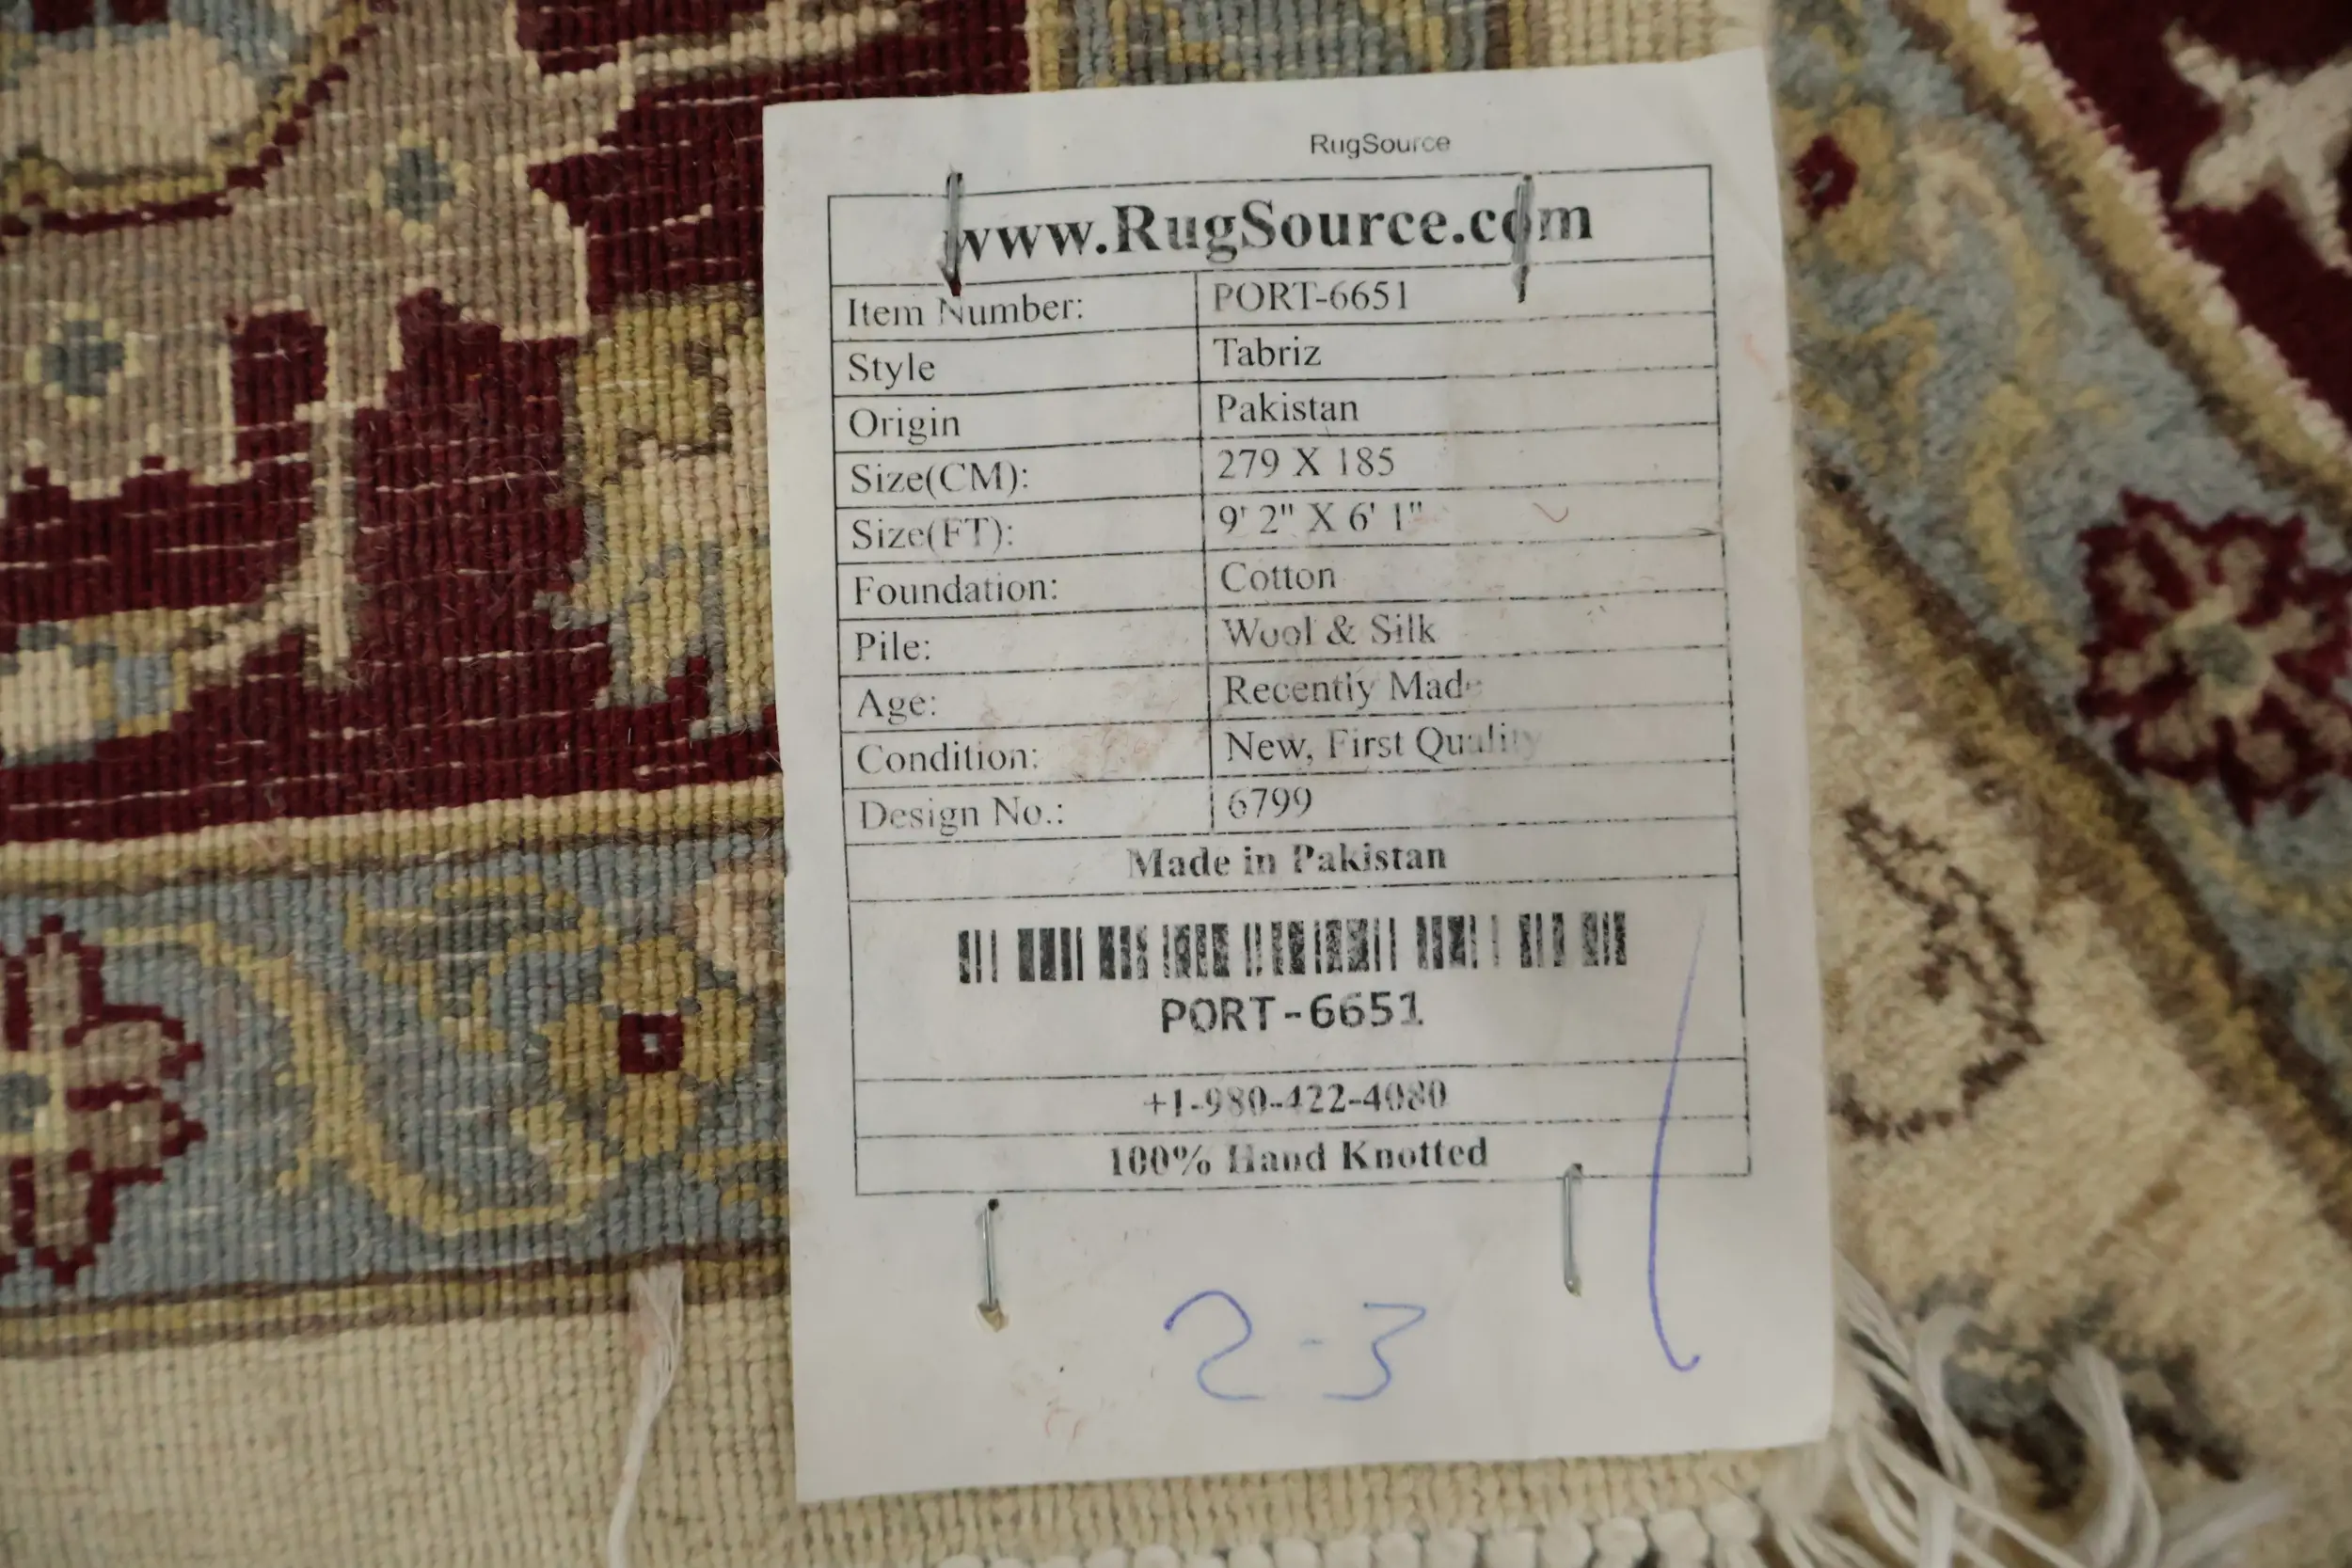 RugSource
www.RugSource.com
Item Number: PORT-6651
Style Tabriz
Origin Pakistan
Size(CM): 279 X 185
Size(FT): 9' 2" X 6' 1"
Foundation: Cotton
Pile: Wool & Silk
Age: Recently Made
Condition: New, First Quality
Design No.: 6799
Made in Pakistan
PORT-6651
+1-980-422-4080
100% Hand Knotted
2-3